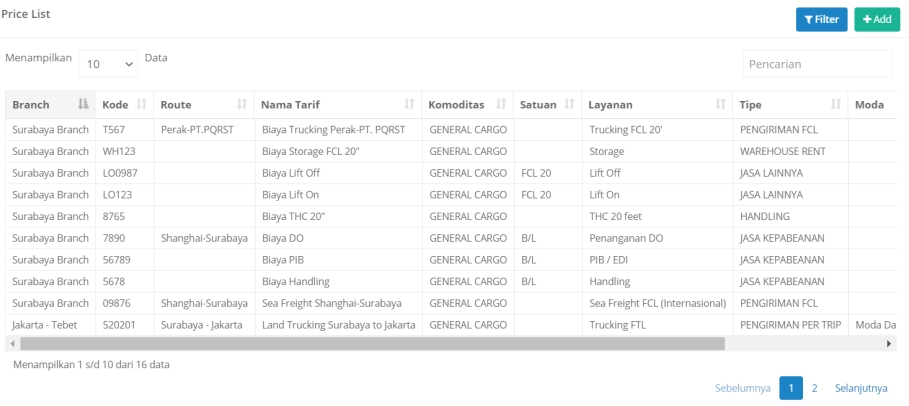 Price List
Filter
+ Add
Menampilkan 10 Data
Pencarian
Branch Kode Route Nama Tarif Komoditas Satuan Layanan Tipe Moda
Surabaya Branch T567 Perak-PT.PQRST Biaya Trucking Perak-PT. PQRST GENERAL CARGO Trucking FCL 20' PENGIRIMAN FCL
Surabaya Branch WH123 Biaya Storage FCL 20" GENERAL CARGO Storage WAREHOUSE RENT
Surabaya Branch LO0987 Biaya Lift Off GENERAL CARGO FCL 20 Lift Off JASA LAINNYA
Surabaya Branch LO123 Biaya Lift On GENERAL CARGO FCL 20 Lift On JASA LAINNYA
Surabaya Branch 8765 Biaya THC 20" GENERAL CARGO THC 20 feet HANDLING
Surabaya Branch 7890 Shanghai-Surabaya Biaya DO GENERAL CARGO B/L Penanganan DO JASA KEPABEANAN
Surabaya Branch 56789 Biaya PIB GENERAL CARGO B/L PIB / EDI JASA KEPABEANAN
Surabaya Branch 5678 Biaya Handling GENERAL CARGO B/L Handling JASA KEPABEANAN
Surabaya Branch 09876 Shanghai-Surabaya Sea Freight Shanghai-Surabaya GENERAL CARGO Sea Freight FCL (Internasional) PENGIRIMAN FCL
Jakarta - Tebet 520201 Surabaya - Jakarta Land Trucking Surabaya to Jakarta GENERAL CARGO Trucking FTL PENGIRIMAN PER TRIP Moda Da
Menampilkan 1 s/d 10 dari 16 data
Sebelumnya 1 2 Selanjutnya